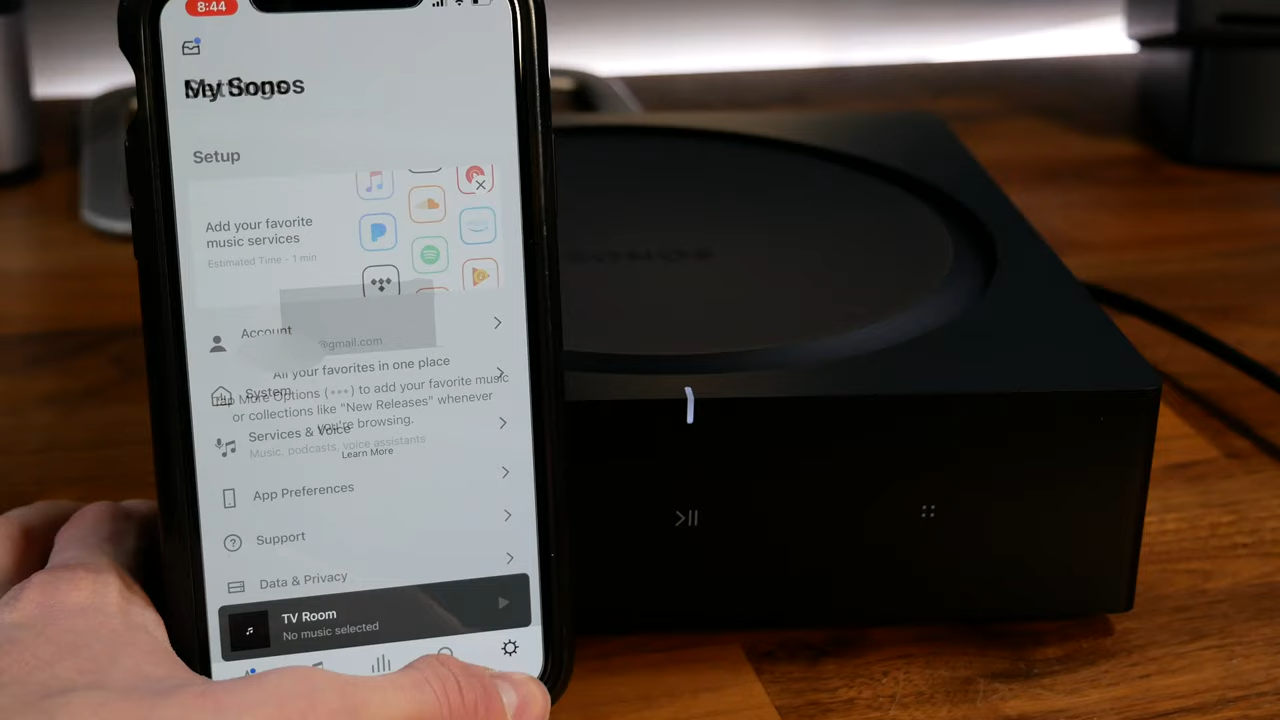 8:44
My Sonos
Settings
Setup
Add your favorite
music services
Estimated Time - 1 min
Account
@gmail.com
All your favorites in one place
System
Tap More Options (•••) to add your favorite music
or collections like "New Releases" whenever
you're browsing.
Services & Voice
Music, podcasts, voice assistants
Learn More
App Preferences
Support
Data & Privacy
TV Room
No music selected
SONOS